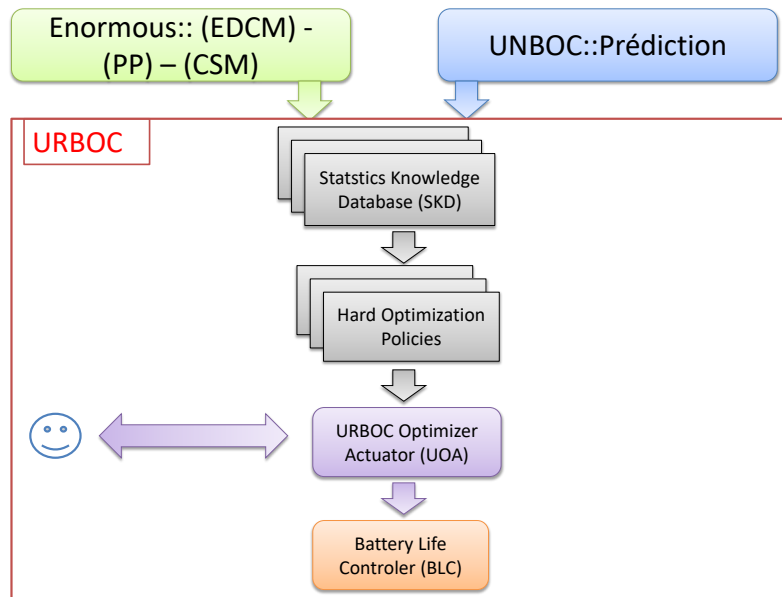 Enormous:: (EDCM) -
(PP) – (CSM)
UNBOC::Prédiction
URBOC
Statstics Knowledge
Database (SKD)
Hard Optimization
Policies
URBOC Optimizer
Actuator (UOA)
Battery Life
Controler (BLC)